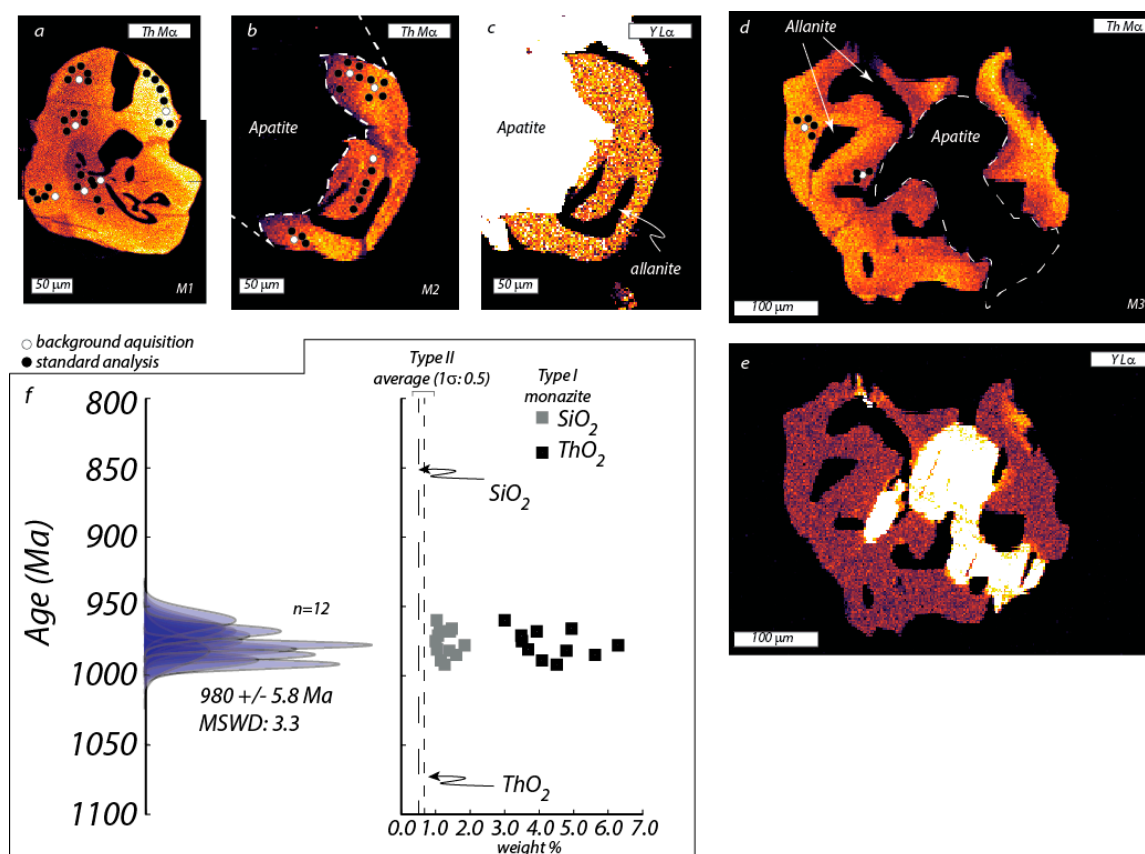 a
Th Mα
50 μm
M1
b
Th Mα
Apatite
50 μm
M2
c
Y Lα
Apatite
allanite
50 μm
d
Th Mα
Allanite
Apatite
100 μm
M3
e
Y Lα
100 μm
background aquisition
standard analysis
f
Age (Ma)
800
850
900
950
1000
1050
1100
n=12
980 +/- 5.8 Ma
MSWD: 3.3
Type II
average (1σ: 0.5)
Type I
monazite
SiO2
ThO2
SiO2
ThO2
0.0 1.0 2.0 3.0 4.0 5.0 6.0 7.0
weight %